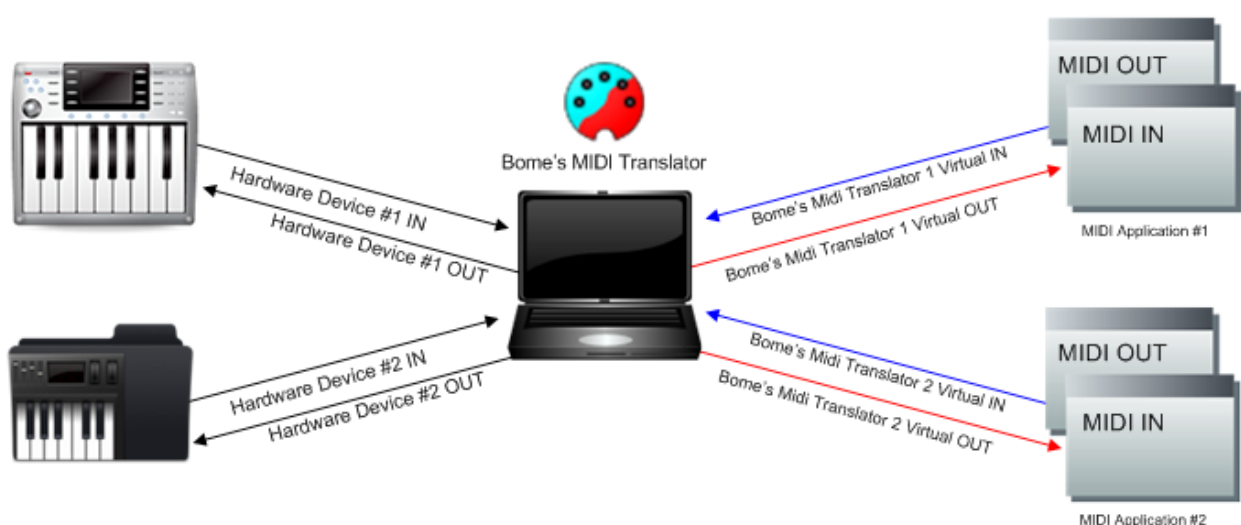 MIDI OUT
MIDI IN
Bome's MIDI Translator
Hardware Device #1 IN
Hardware Device #1 OUT
Bome's Midi Translator 1 Virtual IN
Bome's Midi Translator 1 Virtual OUT
MIDI Application #1
Hardware Device #2 IN
Hardware Device #2 OUT
Bome's Midi Translator 2 Virtual IN
Bome's Midi Translator 2 Virtual OUT
MIDI OUT
MIDI IN
MIDI Application #2